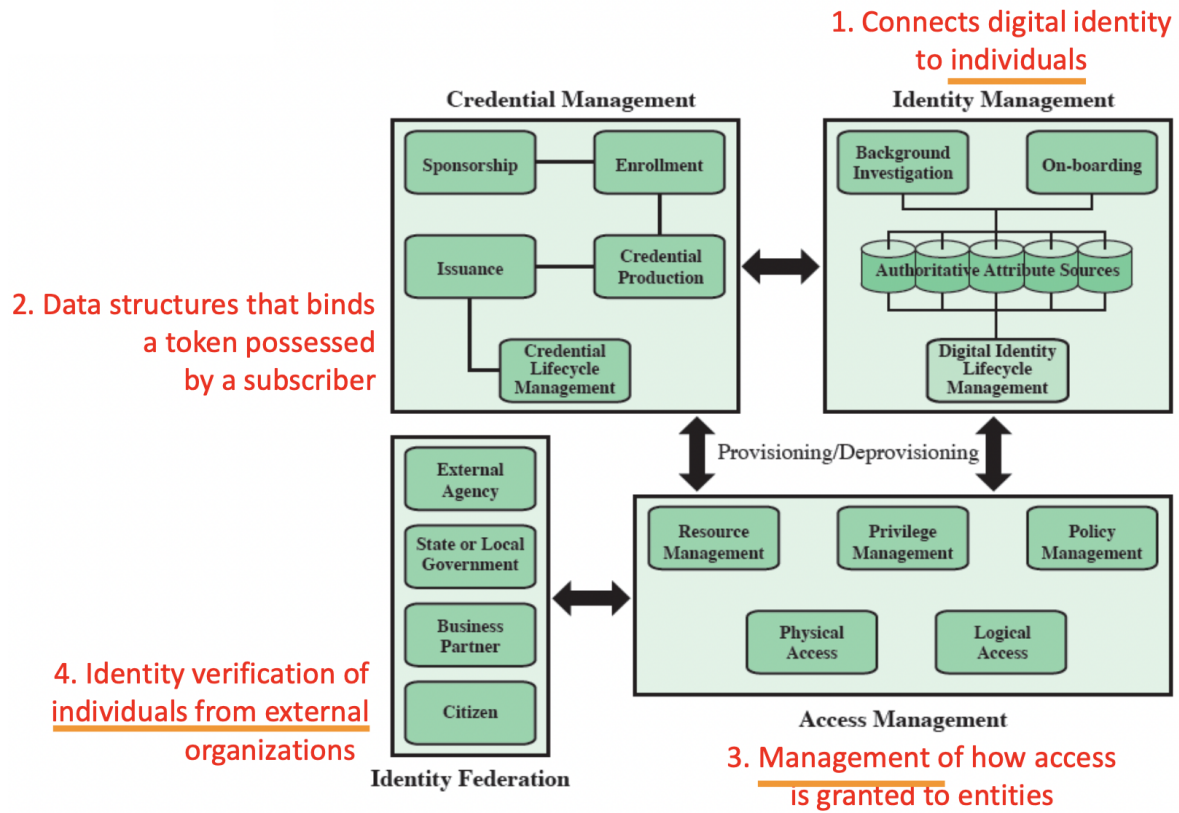 1. Connects digital identity
to individuals
Credential Management
Identity Management
Sponsorship
Enrollment
Background
Investigation
On-boarding
Issuance
Credential
Production
Authoritative Attribute Sources
2. Data structures that binds
a token possessed
by a subscriber
Credential
Lifecycle
Management
Digital Identity
Lifecycle
Management
Provisioning/Deprovisioning
External
Agency
State or Local
Government
Business
Partner
Citizen
Resource
Management
Privilege
Management
Policy
Management
Physical
Access
Logical
Access
4. Identity verification of
individuals from external
organizations
Identity Federation
Access Management
3. Management of how access
is granted to entities